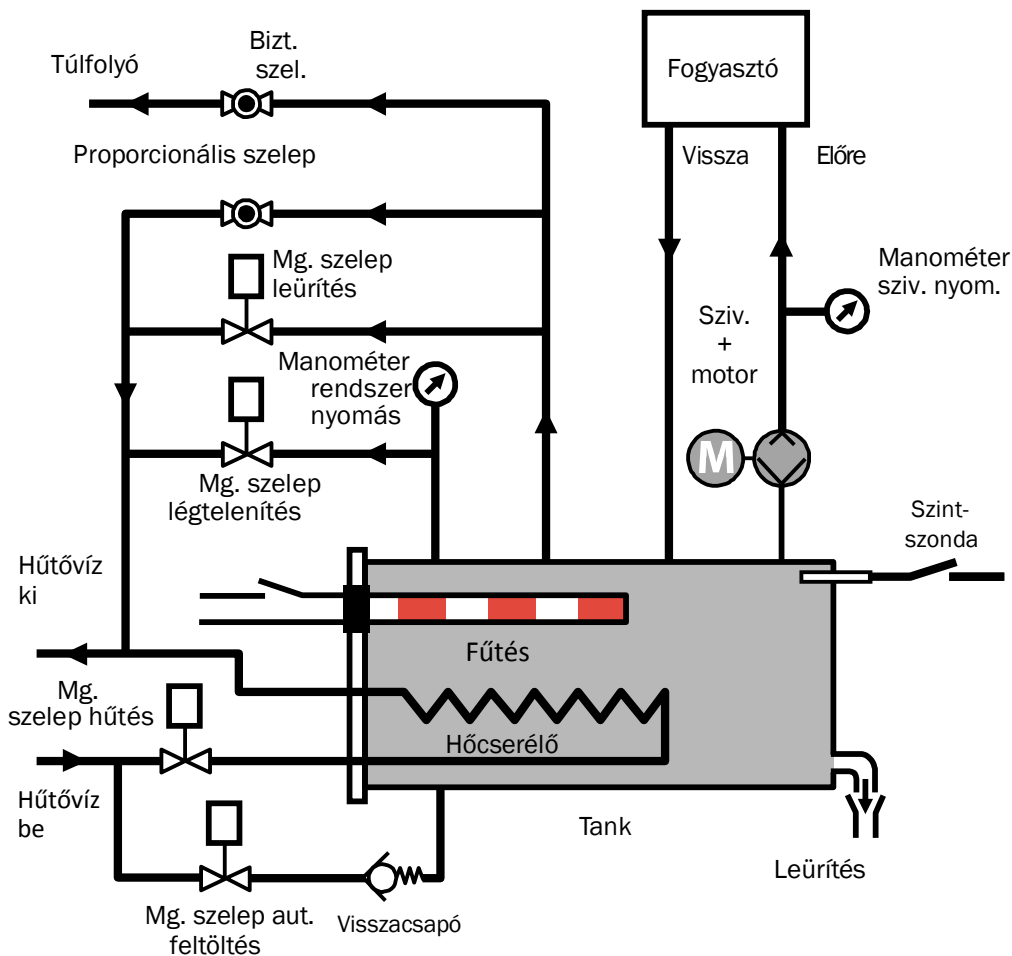 Bizt.
szel.
Túlfolyó
Fogyasztó
Proporcionális szelep
Vissza
Előre
Mg. szelep
leürítés
Manométer
sziv. nyom.
Sziv.
+
motor
Manométer
rendszer
nyomás
M
Mg. szelep
légtelenítés
Szint-
szonda
Hűtővíz
ki
Fűtés
Mg.
szelep hűtés
Hőcserélő
Hűtővíz
be
Tank
Leürítés
Mg. szelep aut.
feltöltés
Visszacsapó